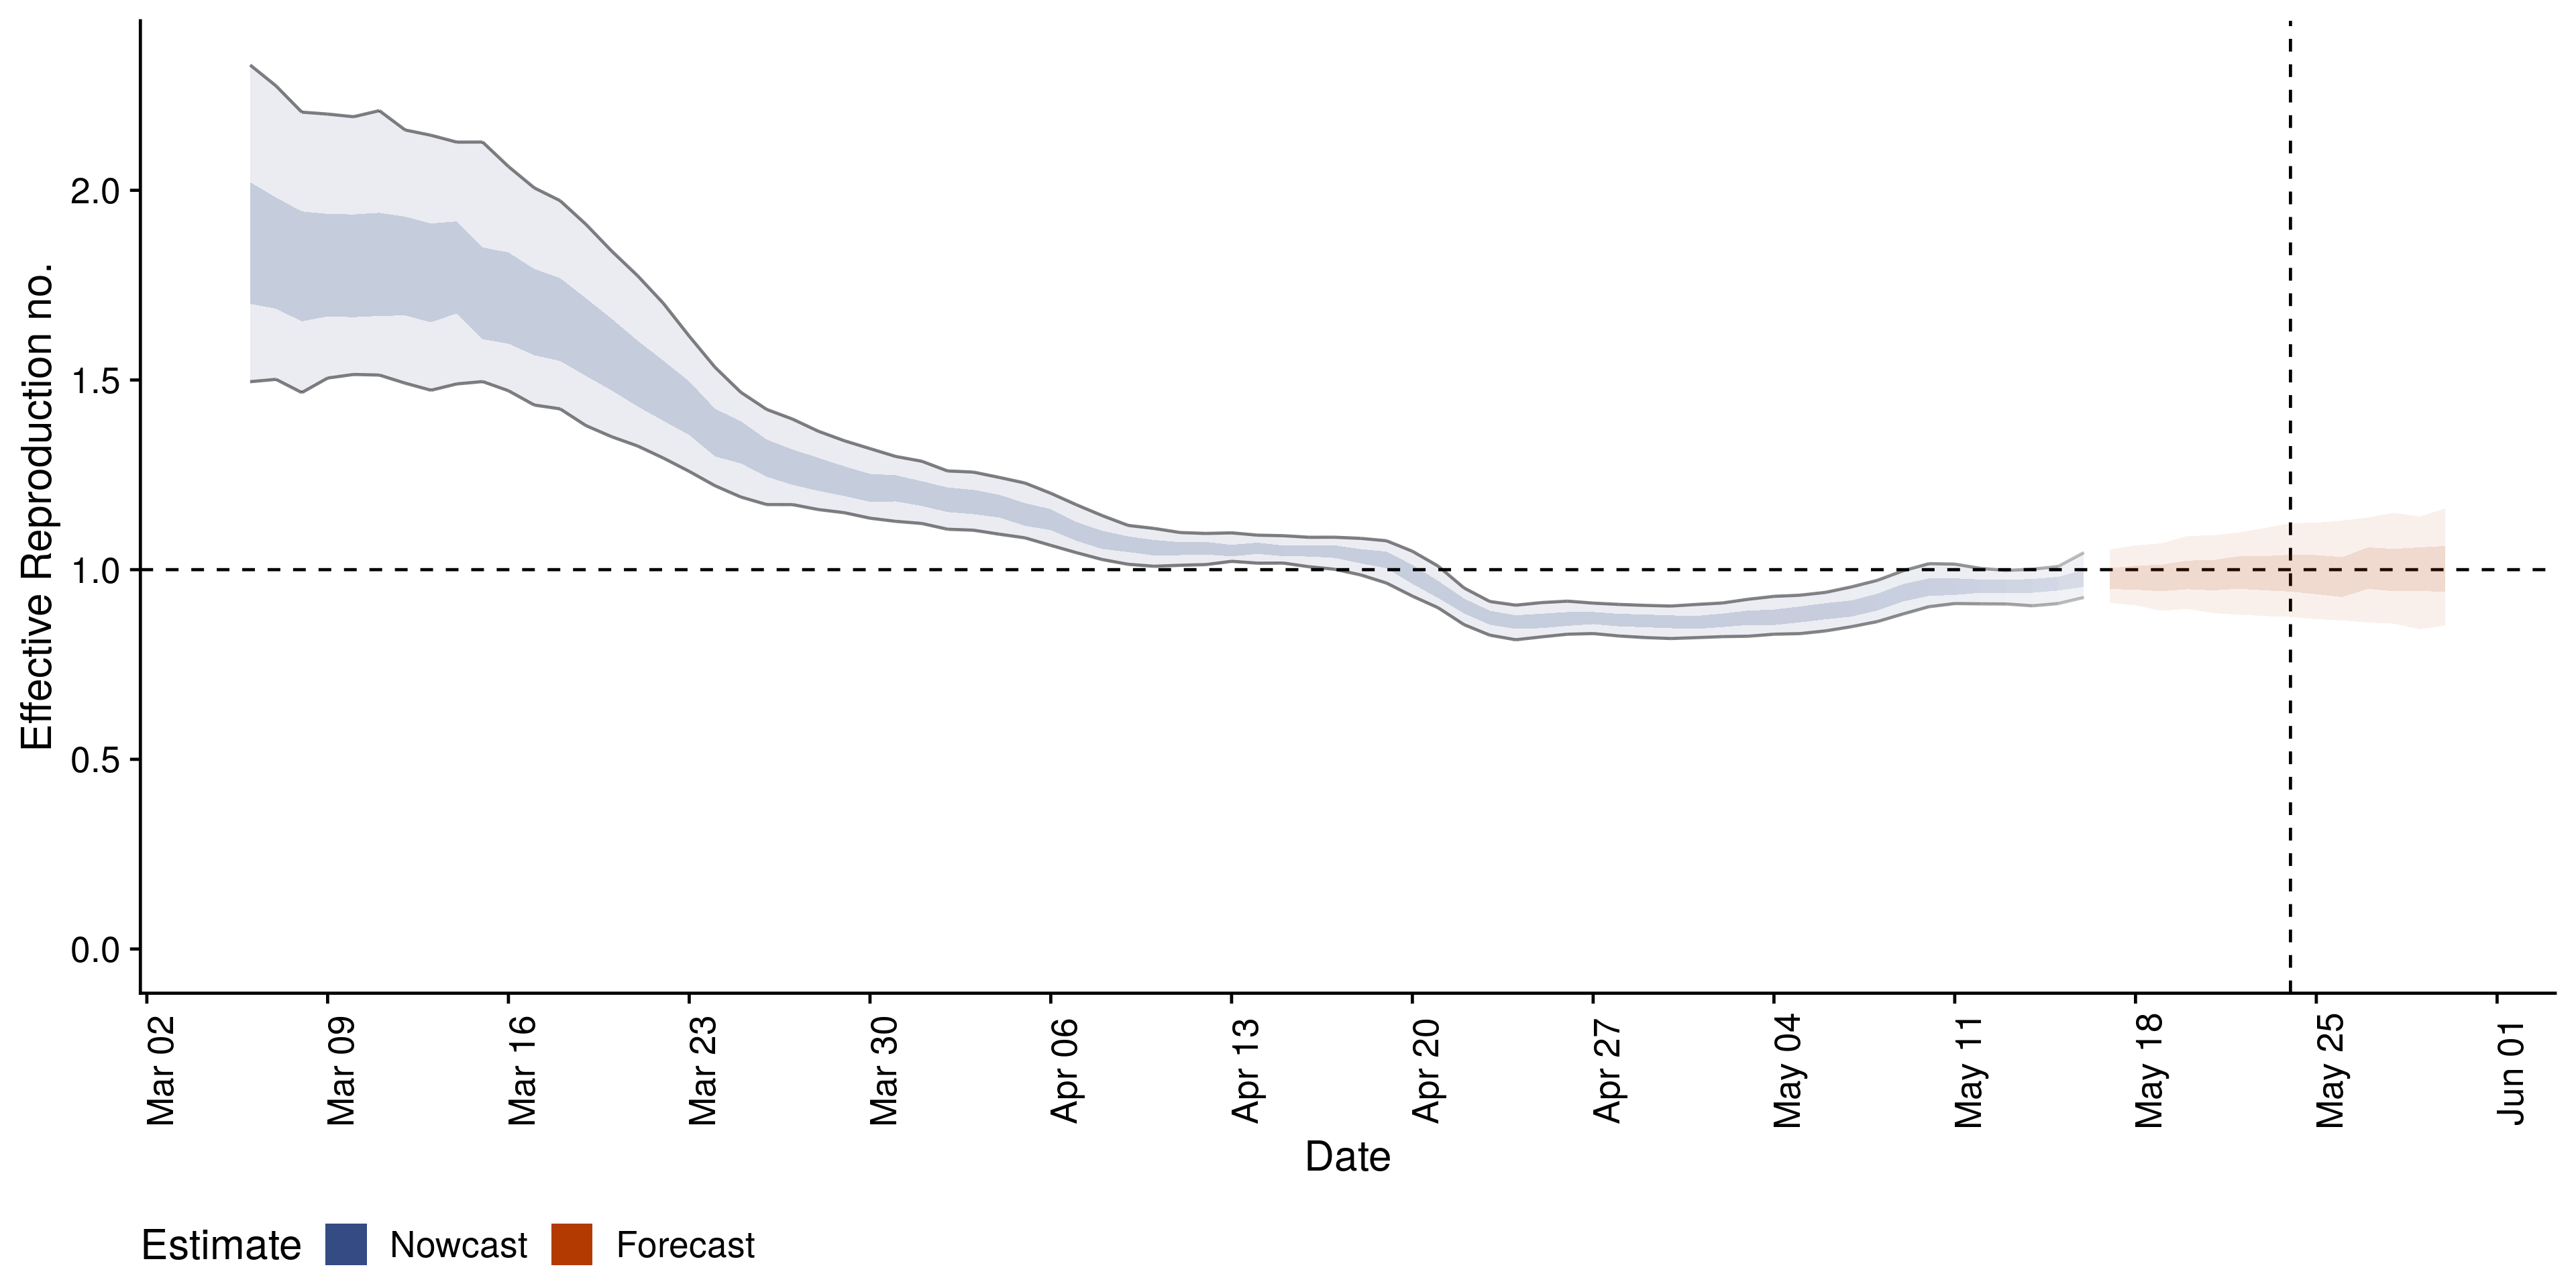 Effective Reproduction no.
2.0
1.5
1.0
0.5
0.0
Mar 02
Mar 09
Mar 16
Mar 23
Mar 30
Apr 06
Apr 13
Apr 20
Apr 27
May 04
May 11
May 18
May 25
Jun 01
Date
Estimate Nowcast Forecast